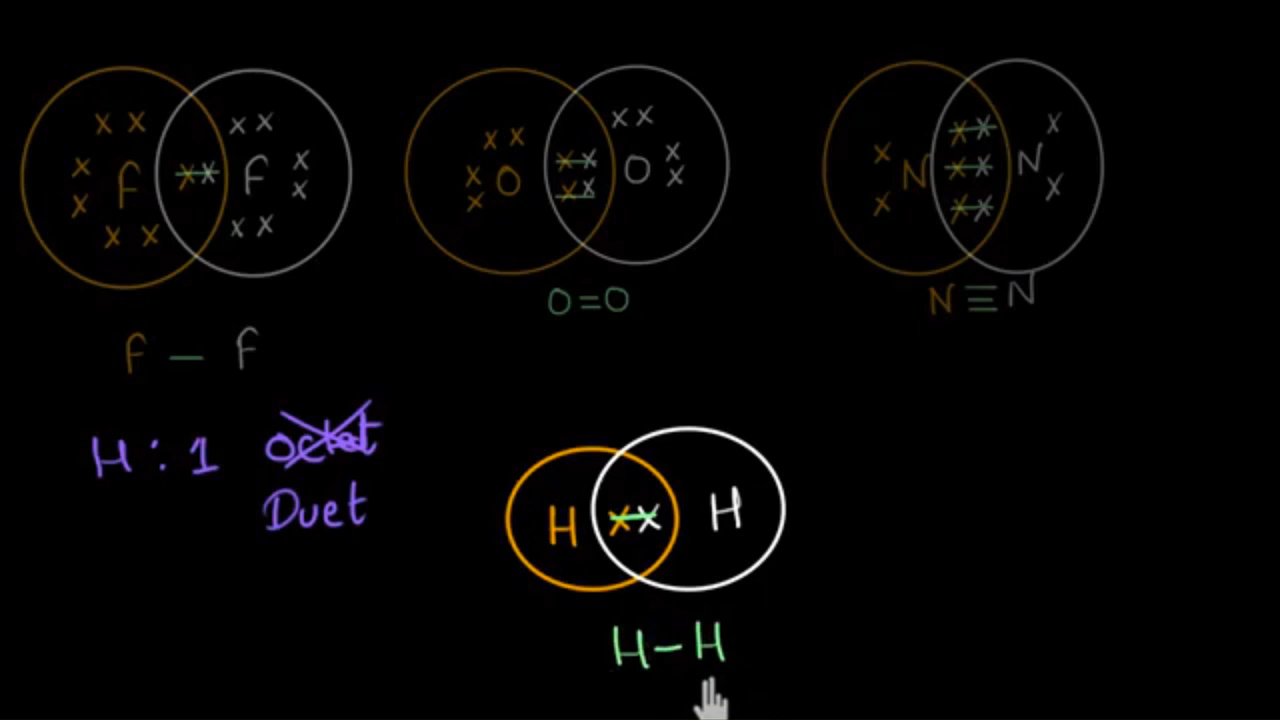 F F
O O
N N
O=O
N≡N
F – F
H : 1 Octet
Duet
H H
H–H